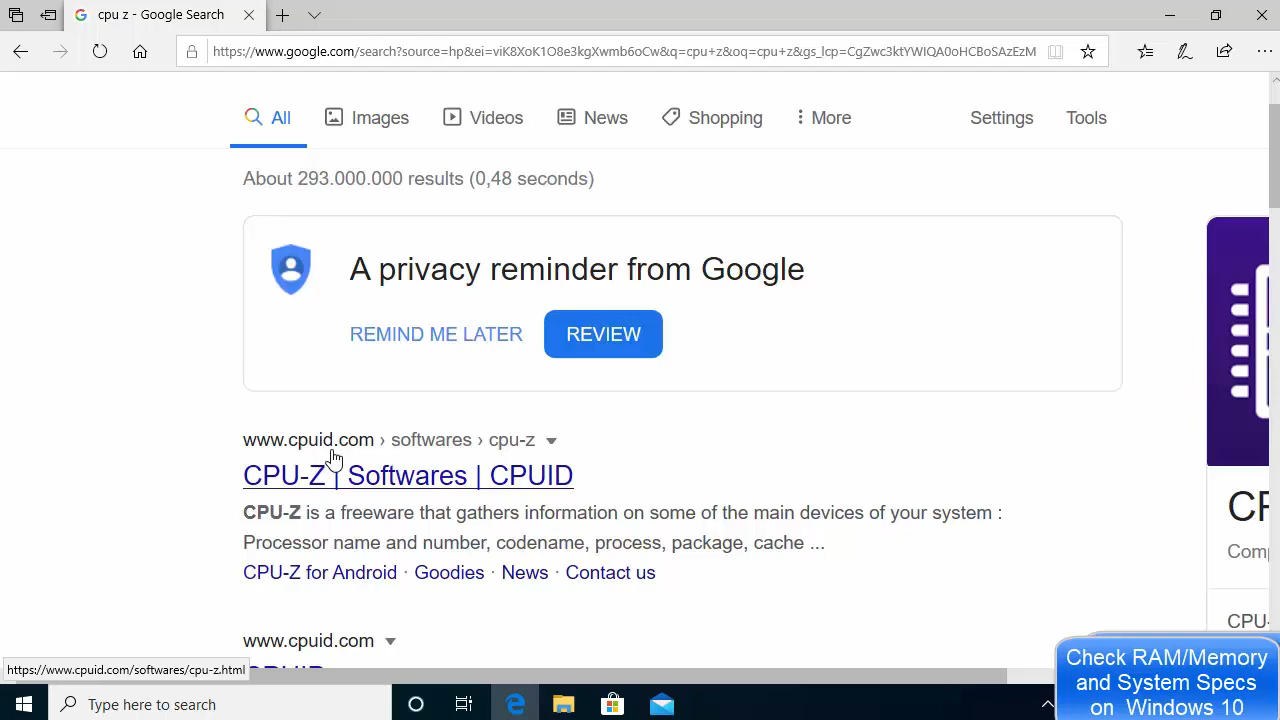 cpu z - Google Search
https://www.google.com/search?source=hp&ei=viK8XoK1O8e3kgXwmb6oCw&q=cpu+z&oq=cpu+z&gs_lcp=CgZwc3ktYWIQA0oHCBoSAzEzM
All Images Videos News Shopping More Settings Tools
About 293.000.000 results (0,48 seconds)
A privacy reminder from Google
REMIND ME LATER REVIEW
www.cpuid.com › softwares › cpu-z
CPU-Z | Softwares | CPUID
CPU-Z is a freeware that gathers information on some of the main devices of your system :
Processor name and number, codename, process, package, cache ...
CPU-Z for Android · Goodies · News · Contact us
www.cpuid.com
CPUID
https://www.cpuid.com/softwares/cpu-z.html
CPU-
Check RAM/Memory
and System Specs
on Windows 10
Type here to search